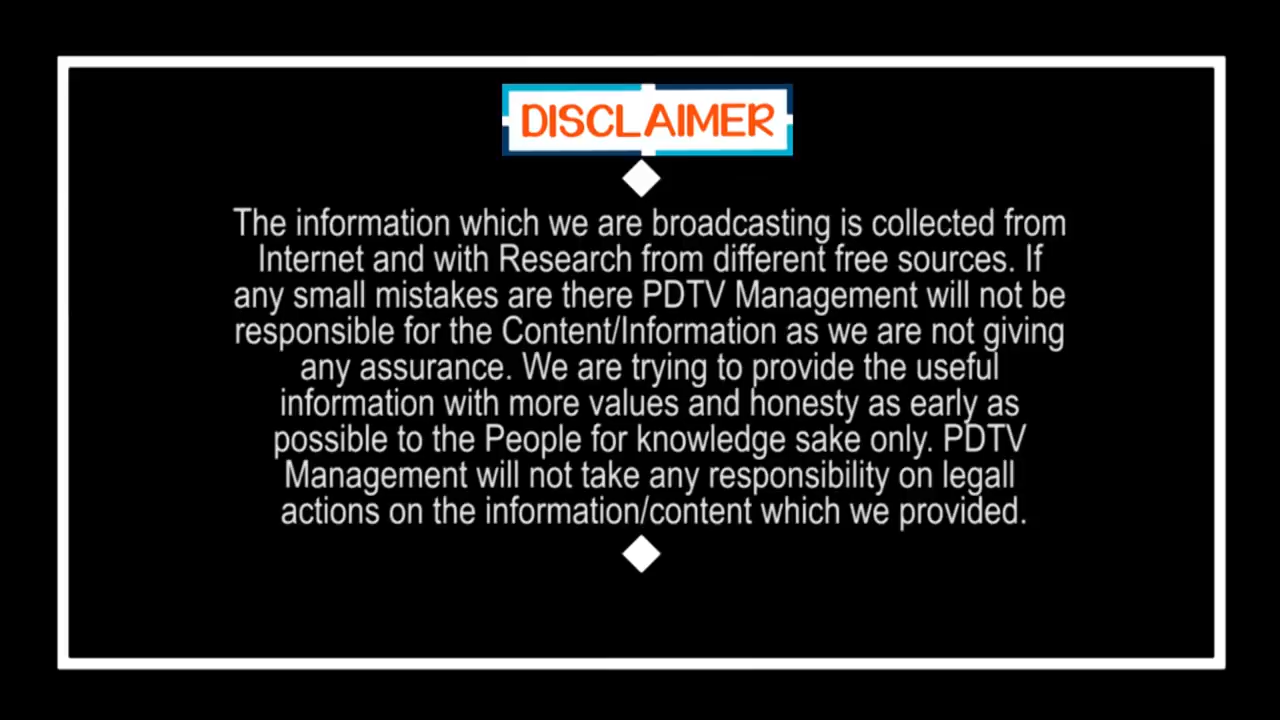 DISCLAIMER
The information which we are broadcasting is collected from
Internet and with Research from different free sources. If
any small mistakes are there PDTV Management will not be
responsible for the Content/Information as we are not giving
any assurance. We are trying to provide the useful
information with more values and honesty as early as
possible to the People for knowledge sake only. PDTV
Management will not take any responsibility on legall
actions on the information/content which we provided.